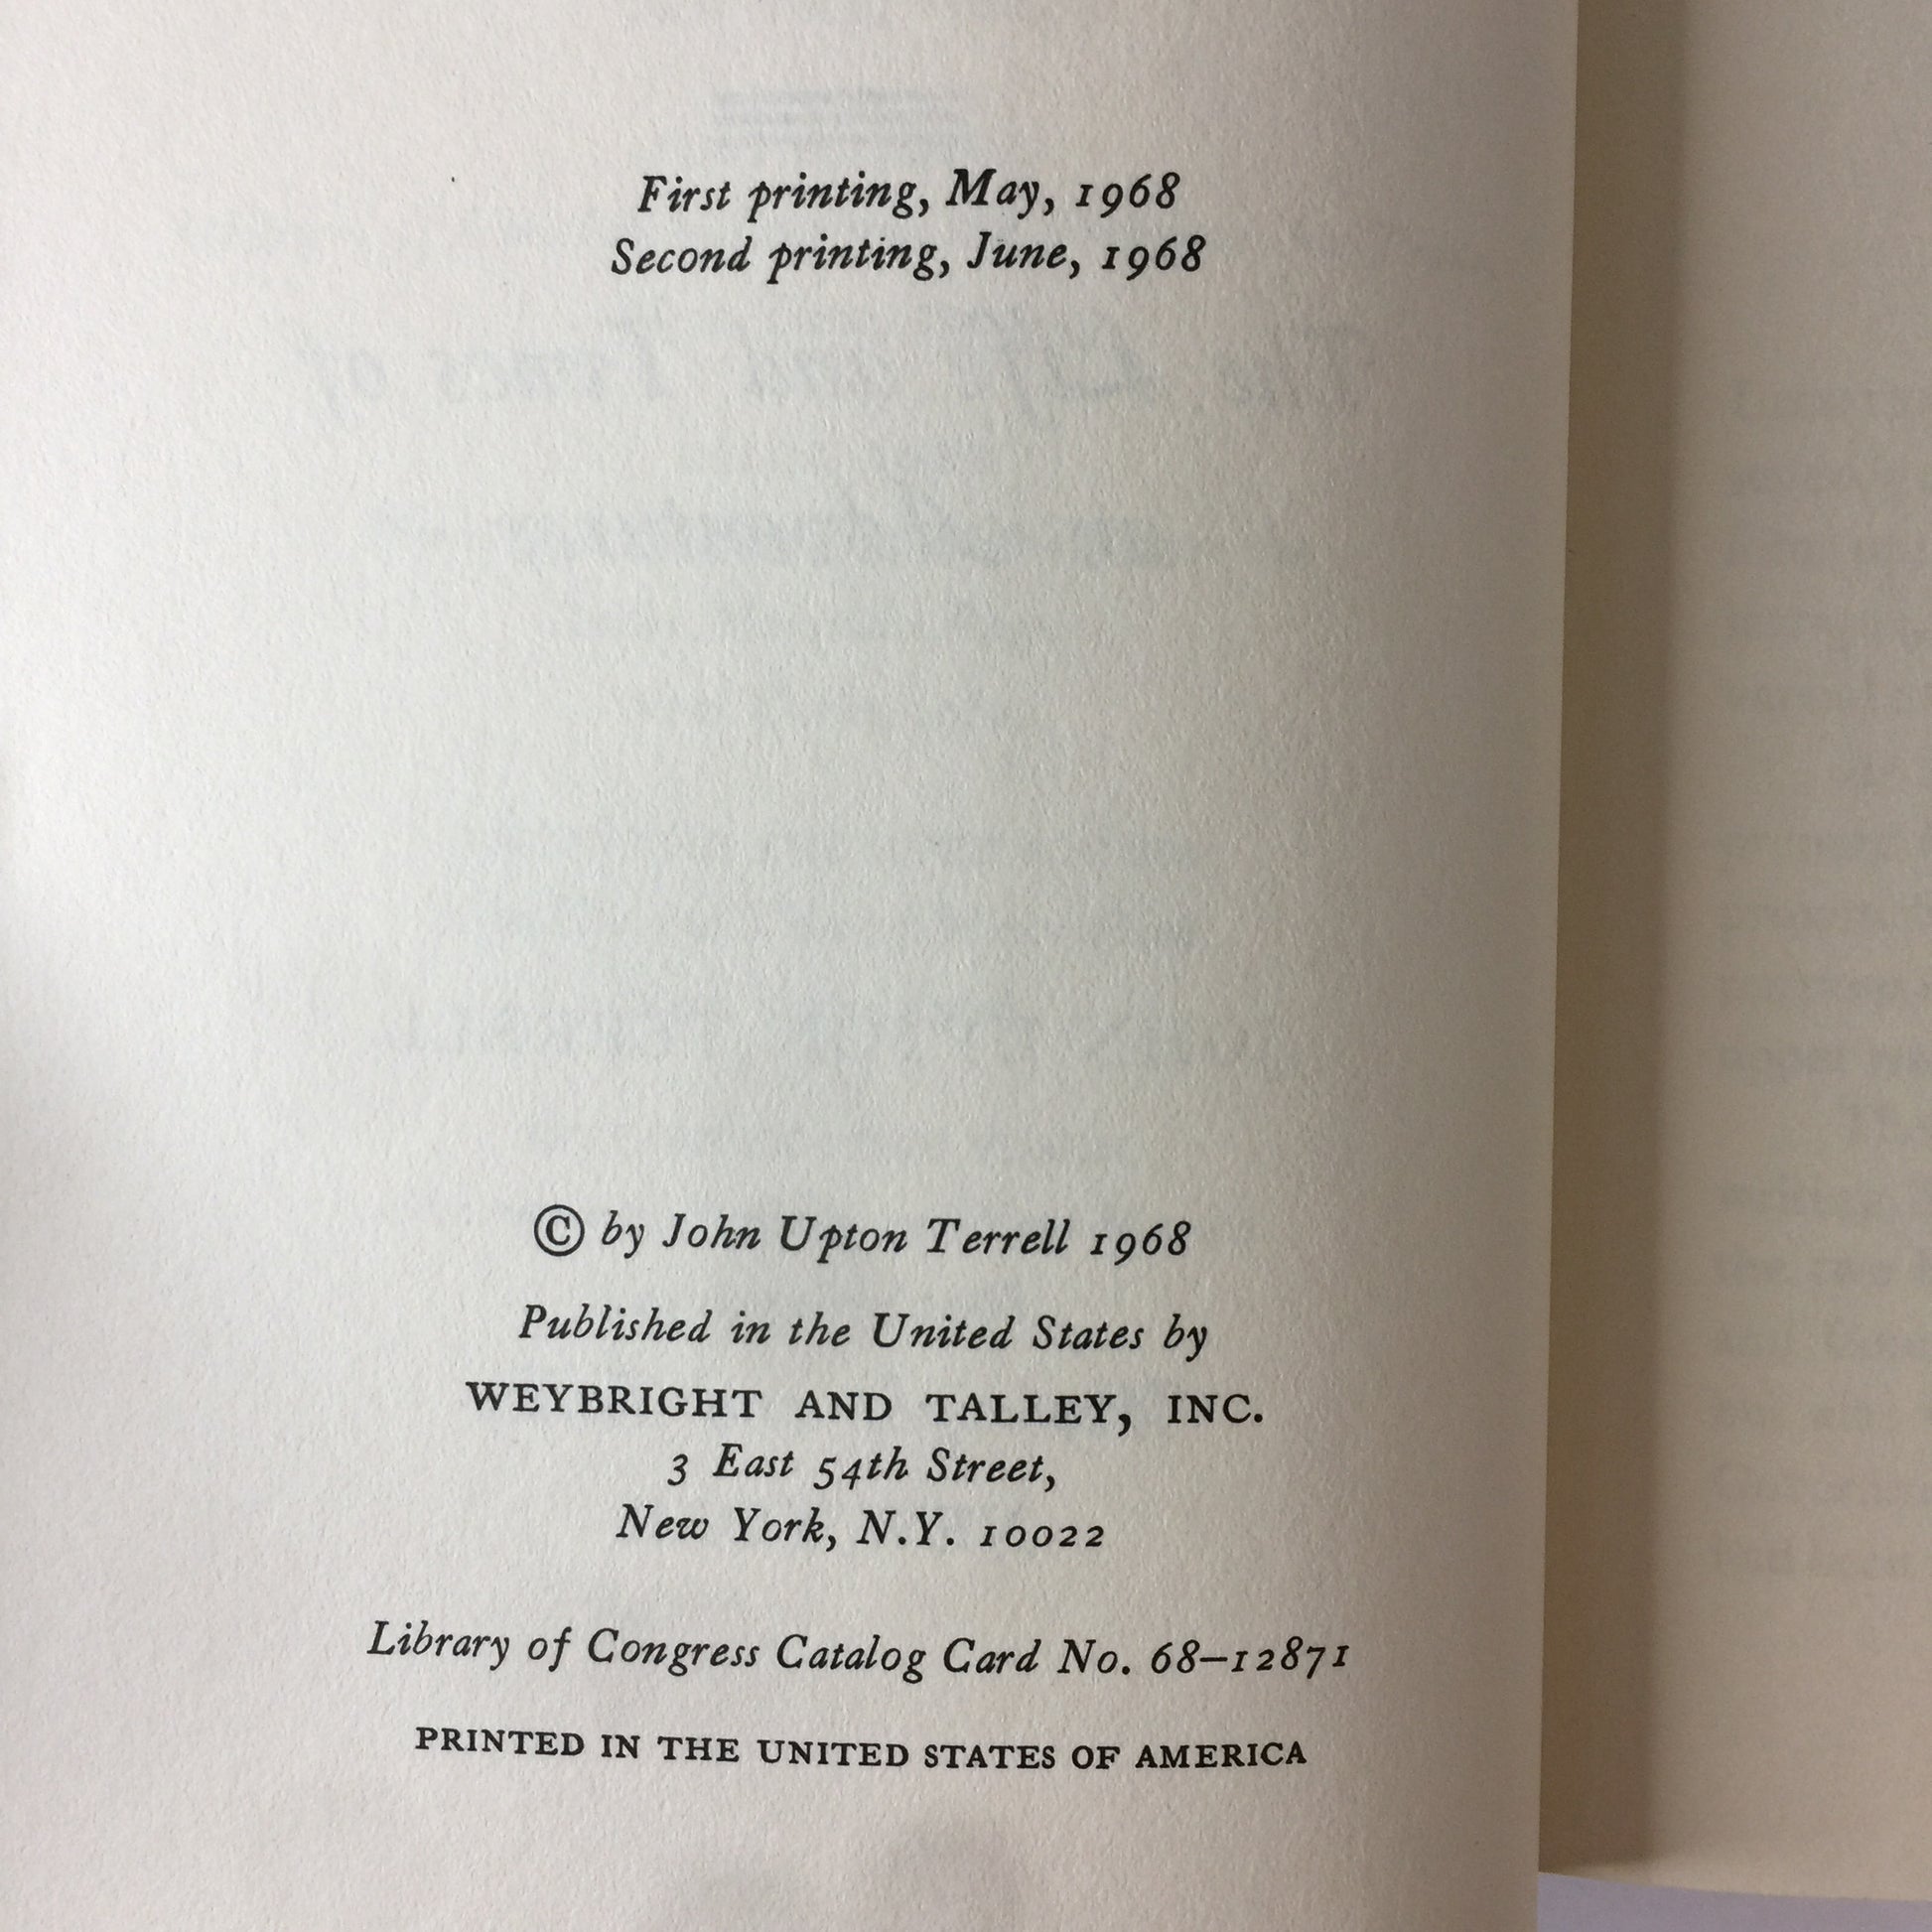 First printing, May, 1968
Second printing, June, 1968
© by John Upton Terrell 1968
Published in the United States by
WEYBRIGHT AND TALLEY, INC.
3 East 54th Street,
New York, N.Y. 10022
Library of Congress Catalog Card No. 68–12871
PRINTED IN THE UNITED STATES OF AMERICA